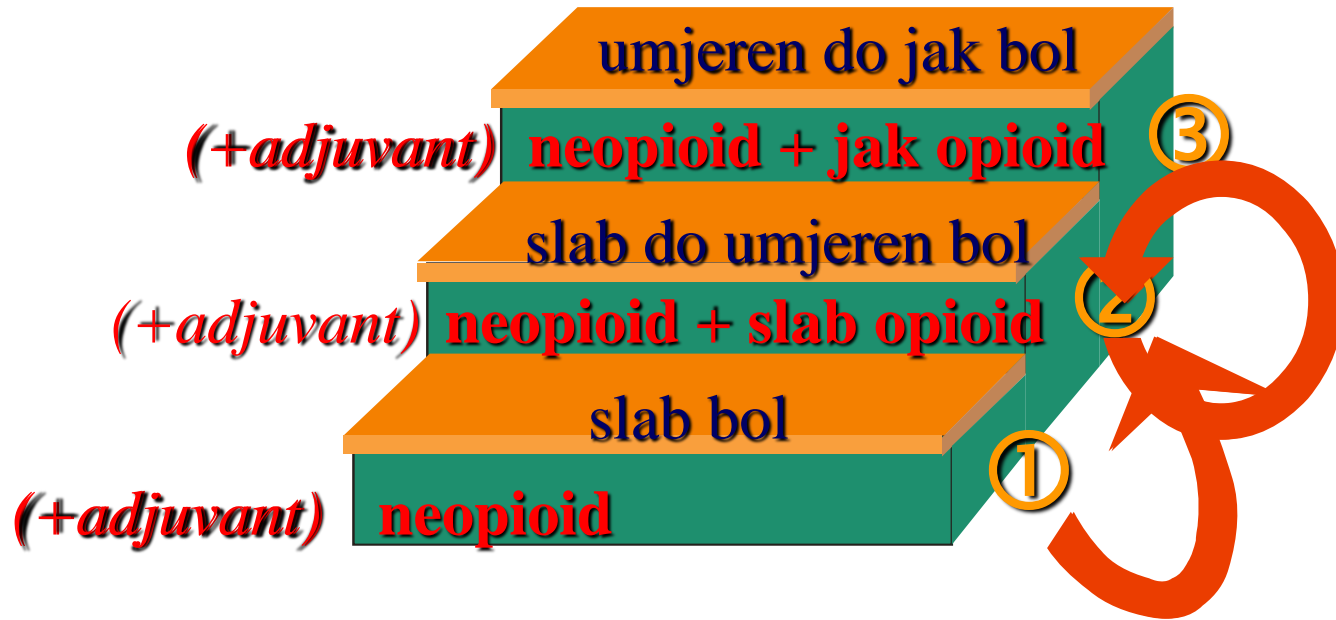 umjeren do jak bol
(+adjuvant) neopioid + jak opioid ③
slab do umjeren bol
(+adjuvant) neopioid + slab opioid ②
slab bol
①
(+adjuvant) neopioid